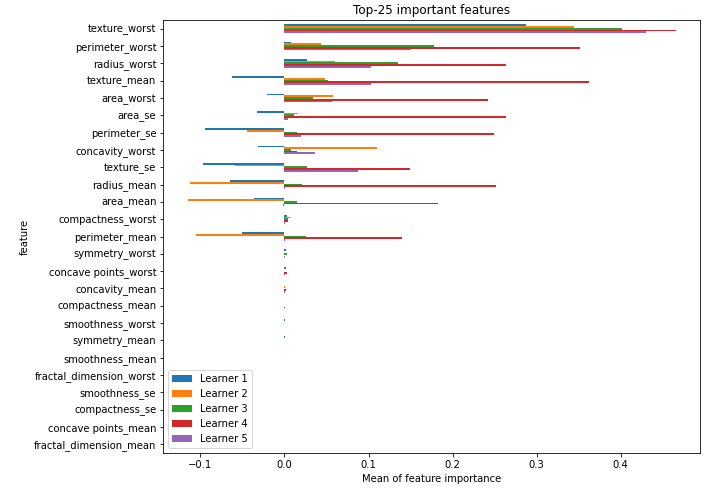 Top-25 important features
texture_worst
perimeter_worst
radius_worst
texture_mean
area_worst
area_se
perimeter_se
concavity_worst
texture_se
radius_mean
area_mean
compactness_worst
perimeter_mean
symmetry_worst
concave points_worst
concavity_mean
compactness_mean
smoothness_worst
symmetry_mean
smoothness_mean
fractal_dimension_worst
smoothness_se
compactness_se
concave points_mean
fractal_dimension_mean
feature
Learner 1
Learner 2
Learner 3
Learner 4
Learner 5
−0.1 0.0 0.1 0.2 0.3 0.4
Mean of feature importance